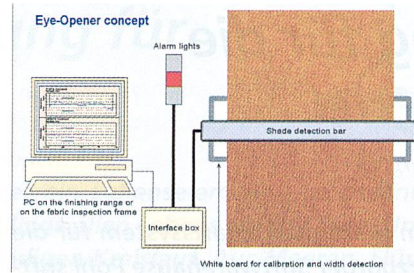 Eye-Opener concept
Alarm lights
Shade detection bar
PC on the finishing range or
on the fabric inspection frame
Interface box
White board for calibration and width detection